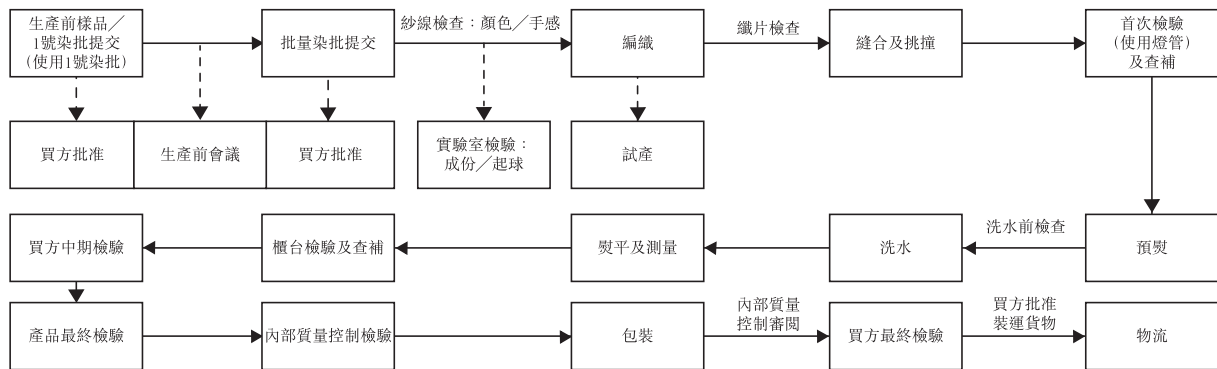 生產前樣品／
1號染批提交
(使用1號染批)
批量染批提交
紗線檢查：顏色／手感
編織
纖片檢查
縫合及挑撞
首次檢驗
(使用燈管)
及查補
買方批准
生產前會議
買方批准
實驗室檢驗：
成份／起球
試產
買方中期檢驗
櫃台檢驗及查補
熨平及測量
洗水
洗水前檢查
預熨
產品最終檢驗
內部質量控制檢驗
包裝
內部質量
控制審閱
買方最終檢驗
買方批准
裝運貨物
物流